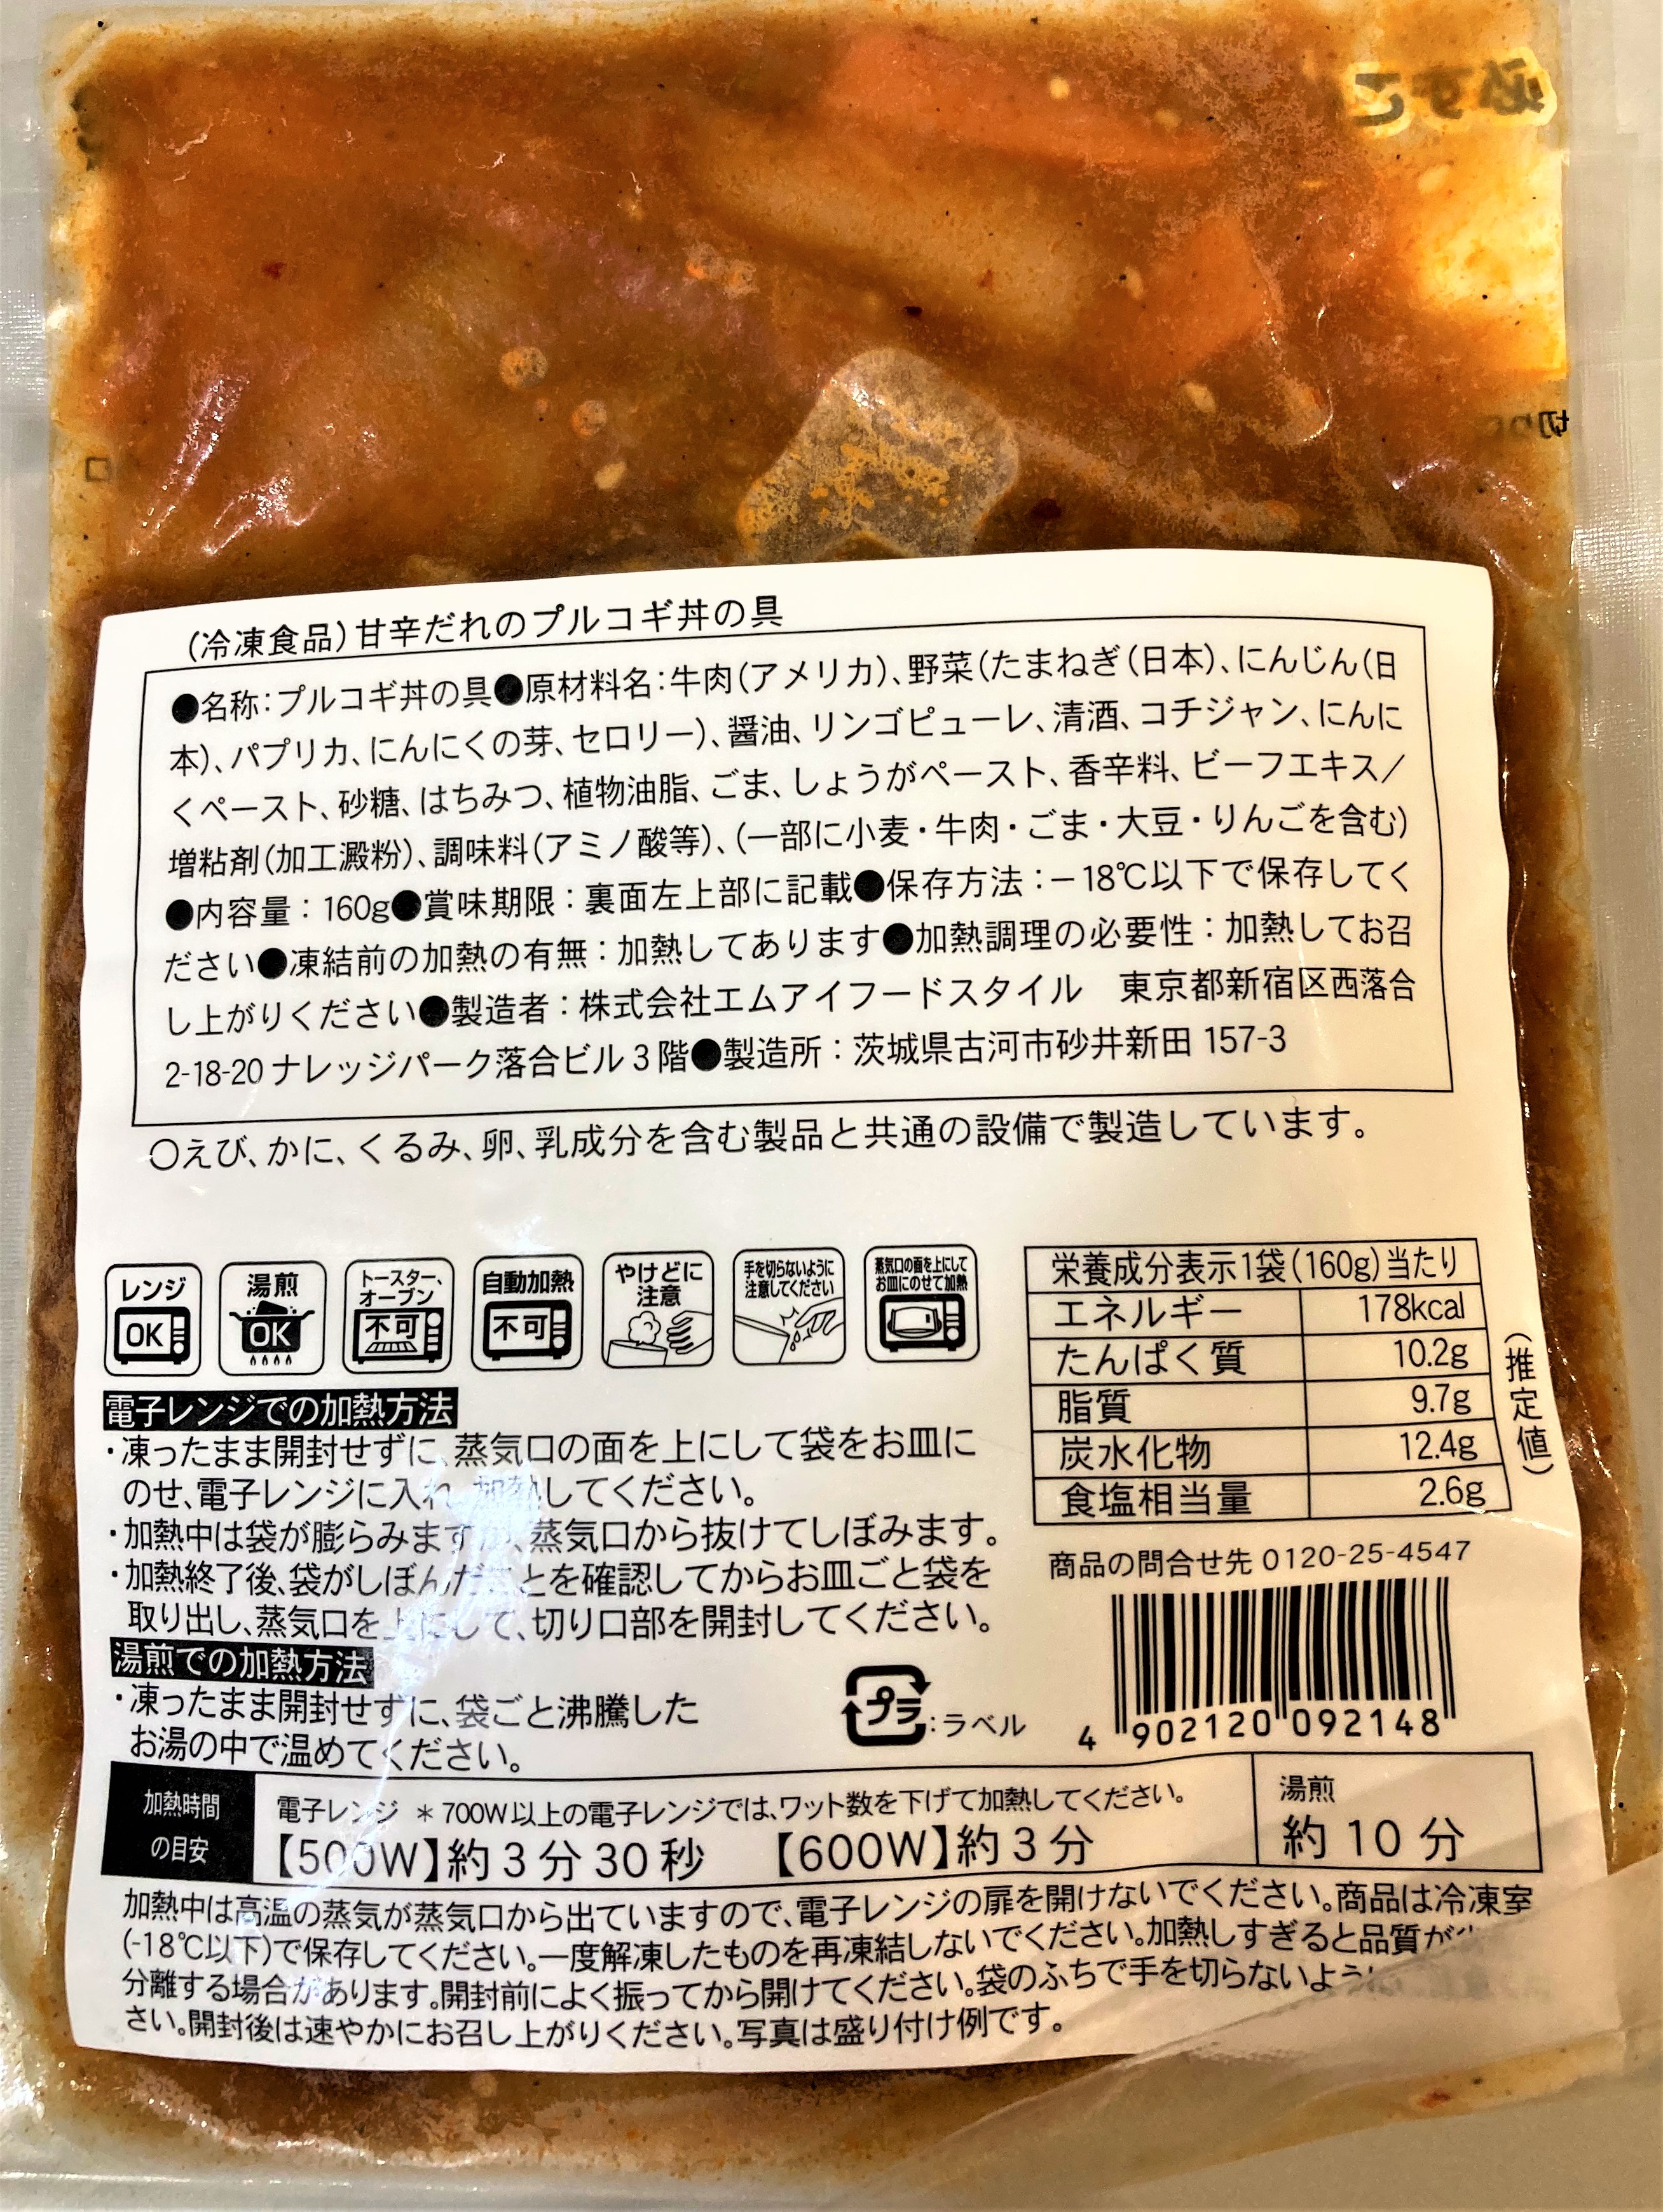 (冷凍食品)甘辛だれのプルコギ丼の具
●名称:プルコギ丼の具●原材料名:牛肉(アメリカ)、野菜(たまねぎ(日本)、にんじん(日
本)、パプリカ、にんにくの芽、セロリー)、醤油、リンゴピューレ、清酒、コチジャン、にんに
くペースト、砂糖、はちみつ、植物油脂、ごま、しょうがペースト、香辛料、ビーフエキス/
増粘剤(加工澱粉)、調味料(アミノ酸等)、(一部に小麦・牛肉・ごま・大豆・りんごを含む)
●内容量:160g●賞味期限:裏面左上部に記載●保存方法:-18℃以下で保存してく
ださい●凍結前の加熱の有無:加熱してあります●加熱調理の必要性:加熱してお召
し上がりください●製造者:株式会社エムアイフードスタイル 東京都新宿区西落合
2-18-20 ナレッジパーク落合ビル3階●製造所:茨城県古河市砂井新田 157-3
○えび、かに、くるみ、卵、乳成分を含む製品と共通の設備で製造しています。
レンジ
OK
湯煎
OK
トースター、
オーブン
不可
自動加熱
不可
やけどに
注意
手を切らないように
注意してください
蒸気口の面を上にして
お皿にのせて加熱
栄養成分表示1袋(160g)当たり
エネルギー 178kcal
たんぱく質 10.2g
脂質 9.7g
炭水化物 12.4g
食塩相当量 2.6g
(推定値)
電子レンジでの加熱方法
・凍ったまま開封せずに、蒸気口の面を上にして袋をお皿に
のせ、電子レンジに入れ、加熱してください。
・加熱中は袋が膨らみますが、蒸気口から抜けてしぼみます。
・加熱終了後、袋がしぼんだことを確認してからお皿ごと袋を
取り出し、蒸気口を上にして、切り口部を開封してください。
湯煎での加熱方法
・凍ったまま開封せずに、袋ごと沸騰した
お湯の中で温めてください。
商品の問合せ先 0120-25-4547
プラ
:ラベル
4 902120 092148
加熱時間
の目安
電子レンジ *700W以上の電子レンジでは、ワット数を下げて加熱してください。
【500W】約3分30秒 【600W】約3分
湯煎
約10分
加熱中は高温の蒸気が蒸気口から出ていますので、電子レンジの扉を開けないでください。商品は冷凍室
(-18℃以下)で保存してください。一度解凍したものを再凍結しないでください。加熱しすぎると品質が
分離する場合があります。開封前によく振ってから開けてください。袋のふちで手を切らないよう
さい。開封後は速やかにお召し上がりください。写真は盛り付け例です。